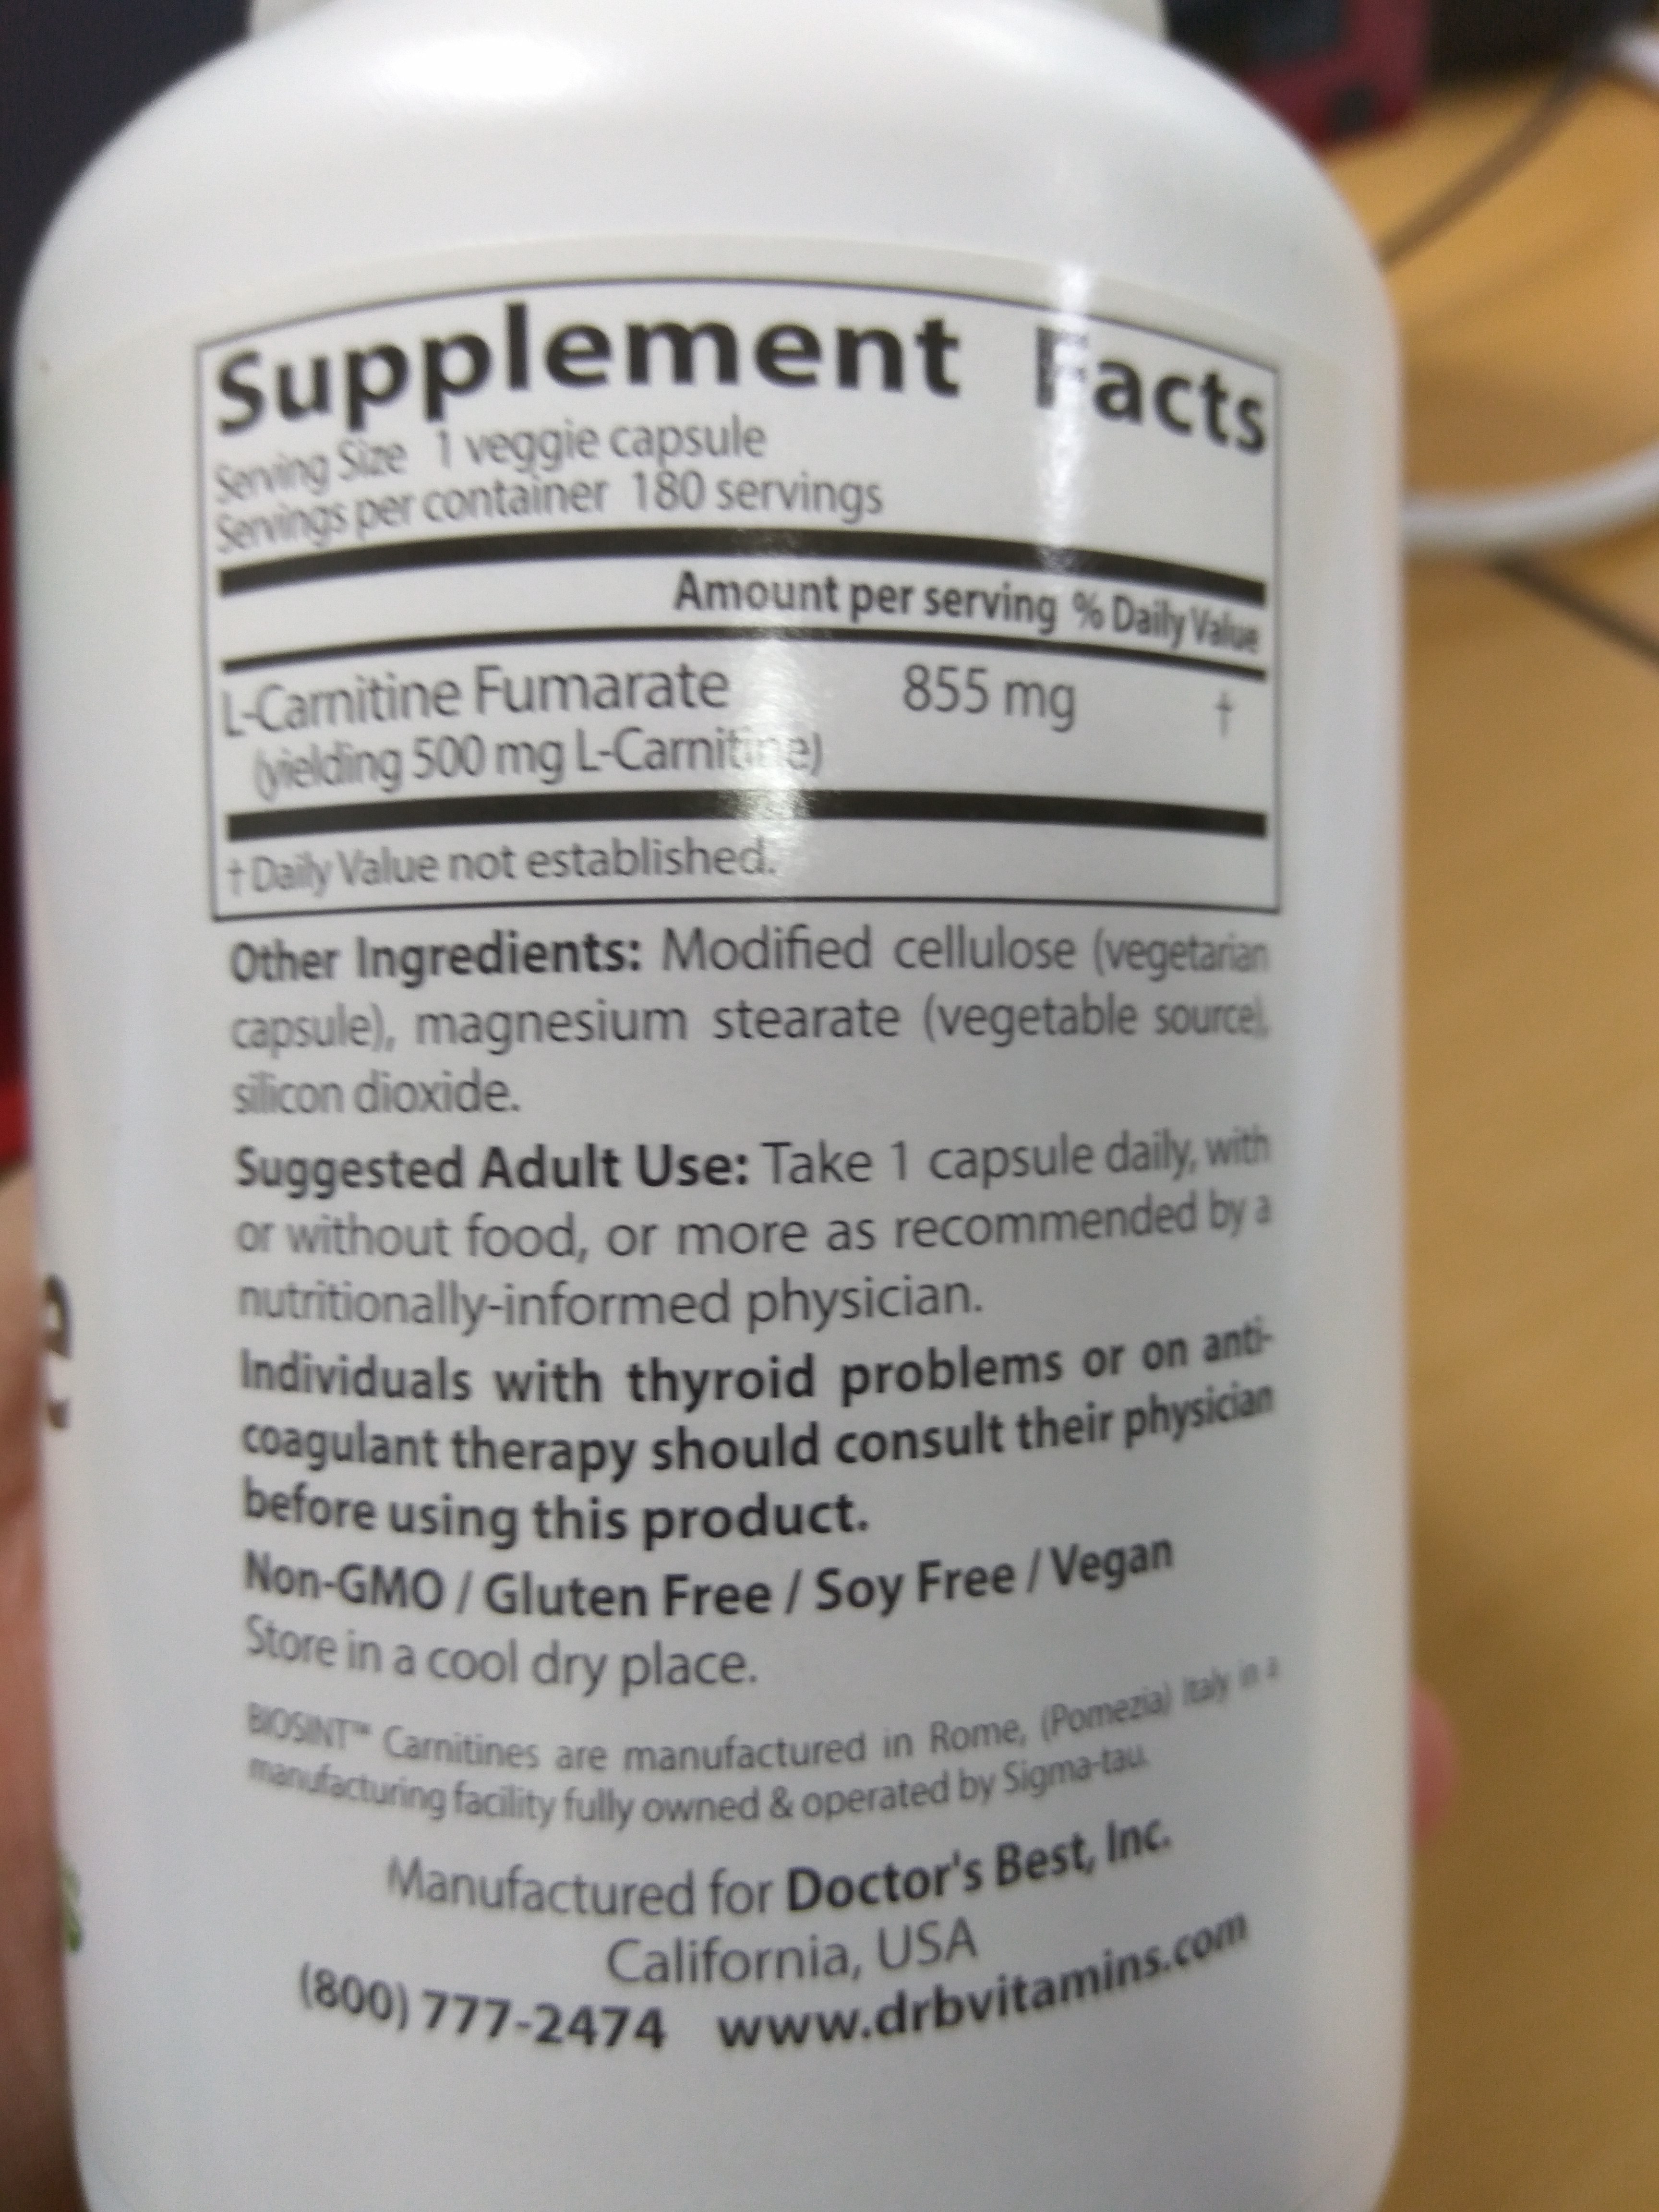 Supplement Facts
Serving Size 1 veggie capsule
Servings per container 180 servings
Amount per serving % Daily Value
L-Carnitine Fumarate 855 mg †
(yielding 500 mg L-Carnitine)
† Daily Value not established.
Other Ingredients: Modified cellulose (vegetarian
capsule), magnesium stearate (vegetable source),
silicon dioxide.
Suggested Adult Use: Take 1 capsule daily, with
or without food, or more as recommended by a
nutritionally-informed physician.
Individuals with thyroid problems or on anti-
coagulant therapy should consult their physician
before using this product.
Non-GMO / Gluten Free / Soy Free / Vegan
Store in a cool dry place.
BIOSINT™ Carnitines are manufactured in Rome, (Pomezia) Italy in a
manufacturing facility fully owned & operated by Sigma-tau.
Manufactured for Doctor's Best, Inc.
California, USA
(800) 777-2474 www.drbvitamins.com